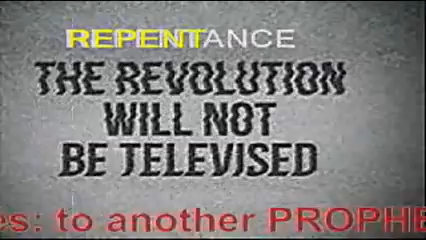 REPENTANCE
THE REVOLUTION
WILL NOT
BE TELEVISED
es: to another PROPHE